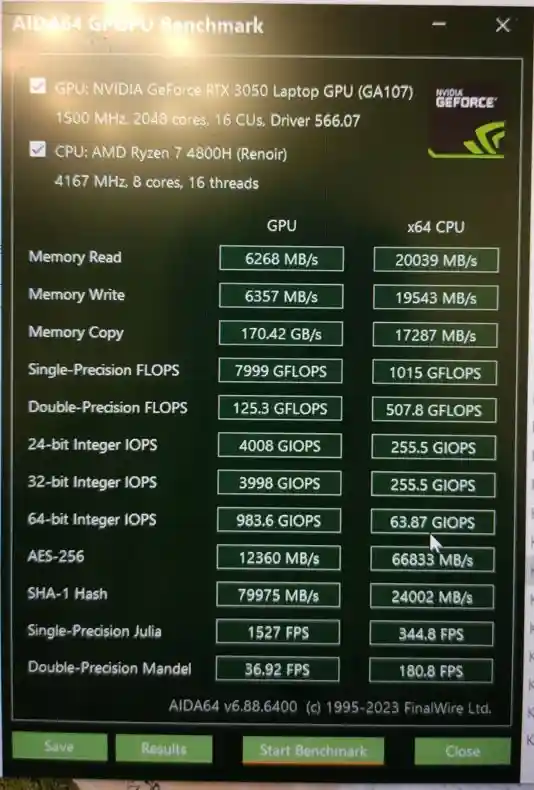 AIDA64 GPGPU Benchmark
GPU: NVIDIA GeForce RTX 3050 Laptop GPU (GA107)
1500 MHz, 2048 cores, 16 CUs, Driver 566.07
NVIDIA
GEFORCE
CPU: AMD Ryzen 7 4800H (Renoir)
4167 MHz, 8 cores, 16 threads
GPU x64 CPU
Memory Read 6268 MB/s 20039 MB/s
Memory Write 6357 MB/s 19543 MB/s
Memory Copy 170.42 GB/s 17287 MB/s
Single-Precision FLOPS 7999 GFLOPS 1015 GFLOPS
Double-Precision FLOPS 125.3 GFLOPS 507.8 GFLOPS
24-bit Integer IOPS 4008 GIOPS 255.5 GIOPS
32-bit Integer IOPS 3998 GIOPS 255.5 GIOPS
64-bit Integer IOPS 983.6 GIOPS 63.87 GIOPS
AES-256 12360 MB/s 66833 MB/s
SHA-1 Hash 79975 MB/s 24002 MB/s
Single-Precision Julia 1527 FPS 344.8 FPS
Double-Precision Mandel 36.92 FPS 180.8 FPS
AIDA64 v6.88.6400 (c) 1995-2023 FinalWire Ltd.
Save Results Start Benchmark Close